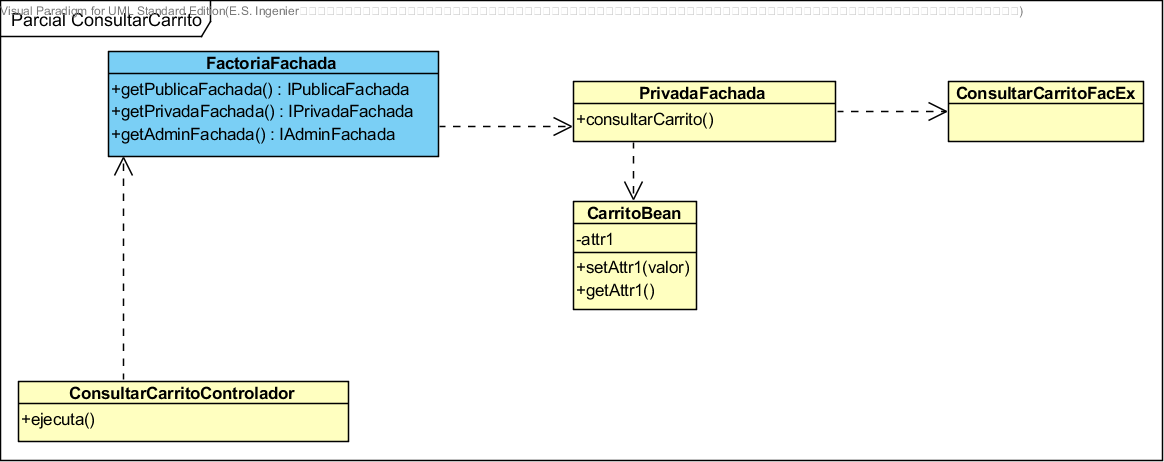 Visual Paradigm for UML Standard Edition(E.S. Ingenier
Parcial ConsultarCarrito
FactoriaFachada
+getPublicaFachada() : IPublicaFachada
+getPrivadaFachada() : IPrivadaFachada
+getAdminFachada() : IAdminFachada
PrivadaFachada
+consultarCarrito()
ConsultarCarritoFacEx
CarritoBean
-attr1
+setAttr1(valor)
+getAttr1()
ConsultarCarritoControlador
+ejecuta()